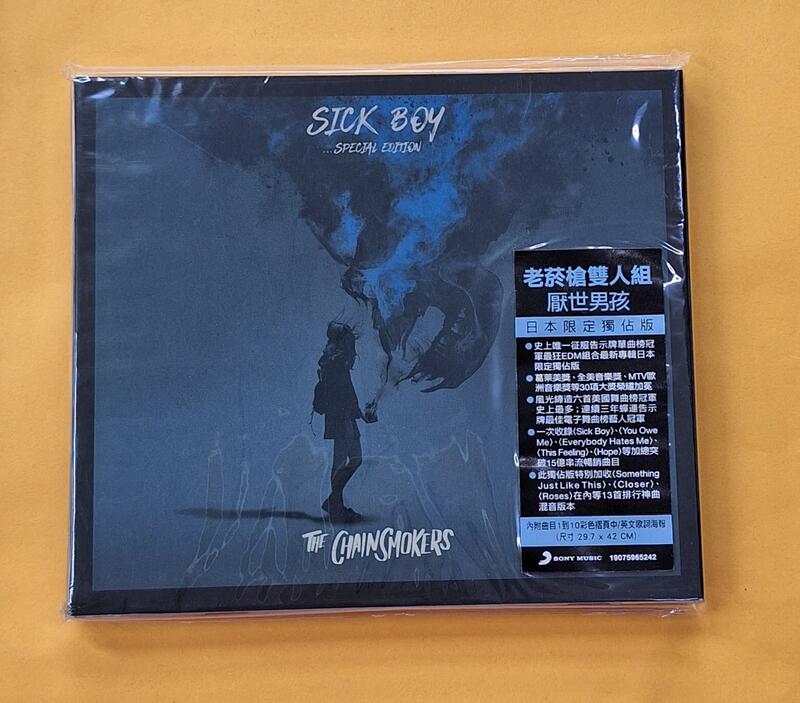 SICK BOY
...SPECIAL EDITION
THE CHAINSMOKERS
老菸槍雙人組
厭世男孩
日本限定獨佔版
●史上唯一征服告示牌單曲榜冠
軍最狂EDM組合最新專輯日本
限定獨佔版
●葛萊美獎、全美音樂獎、MTV歐
洲音樂獎等30項大獎榮耀加冕
●風光締造六首美國舞曲榜冠軍
史上最多；連續三年蟬連告示
牌最佳電子舞曲榜藝人冠軍
●一次收錄〈Sick Boy〉、〈You Owe
Me〉、〈Everybody Hates Me〉、
〈This Feeling〉、〈Hope〉等加總突
破15億串流暢銷曲目
●此獨佔版特別加收〈Something
Just Like This〉、〈Closer〉、
〈Roses〉在內等13首排行神曲
混音版本
內附曲目1到10彩色摺頁中/英文歌詞海報
(尺寸 29.7 x 42 CM)
SONY MUSIC 19075965242